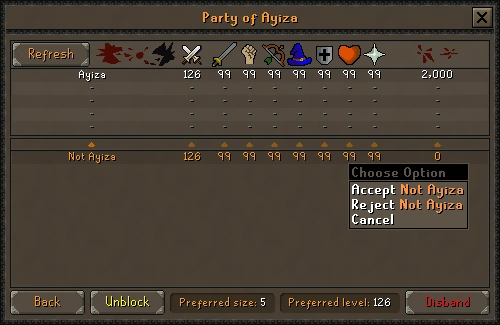 Party of Ayiza
Refresh
Ayiza 126 99 99 99 99 99 99 99 2,000
- - - - - - - - - -
- - - - - - - - - -
- - - - - - - - - -
- - - - - - - - - -
Not Ayiza 126 99 99 99 99 99 99 99 0
Choose Option
Accept Not Ayiza
Reject Not Ayiza
Cancel
Back Unblock Preferred size: 5 Preferred level: 126 Disband